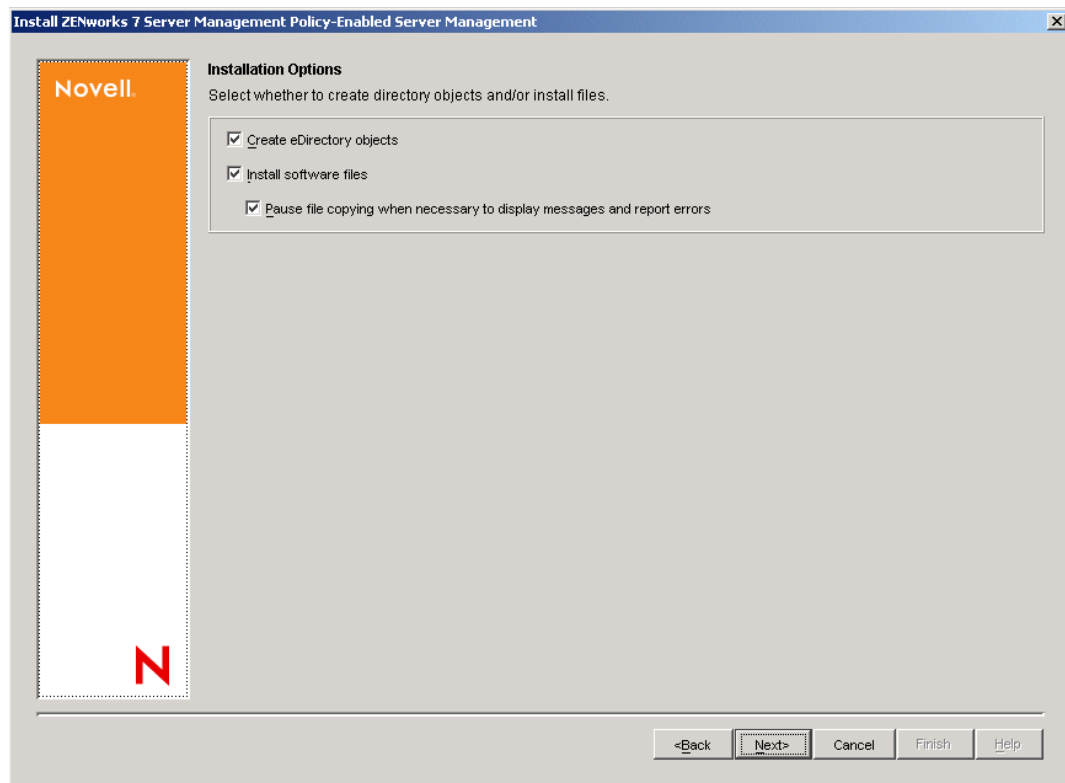 Install ZENworks 7 Server Management Policy-Enabled Server Management
Novell.
Installation Options
Select whether to create directory objects and/or install files.
Create eDirectory objects
Install software files
Pause file copying when necessary to display messages and report errors
N
<Back Next> Cancel Finish Help